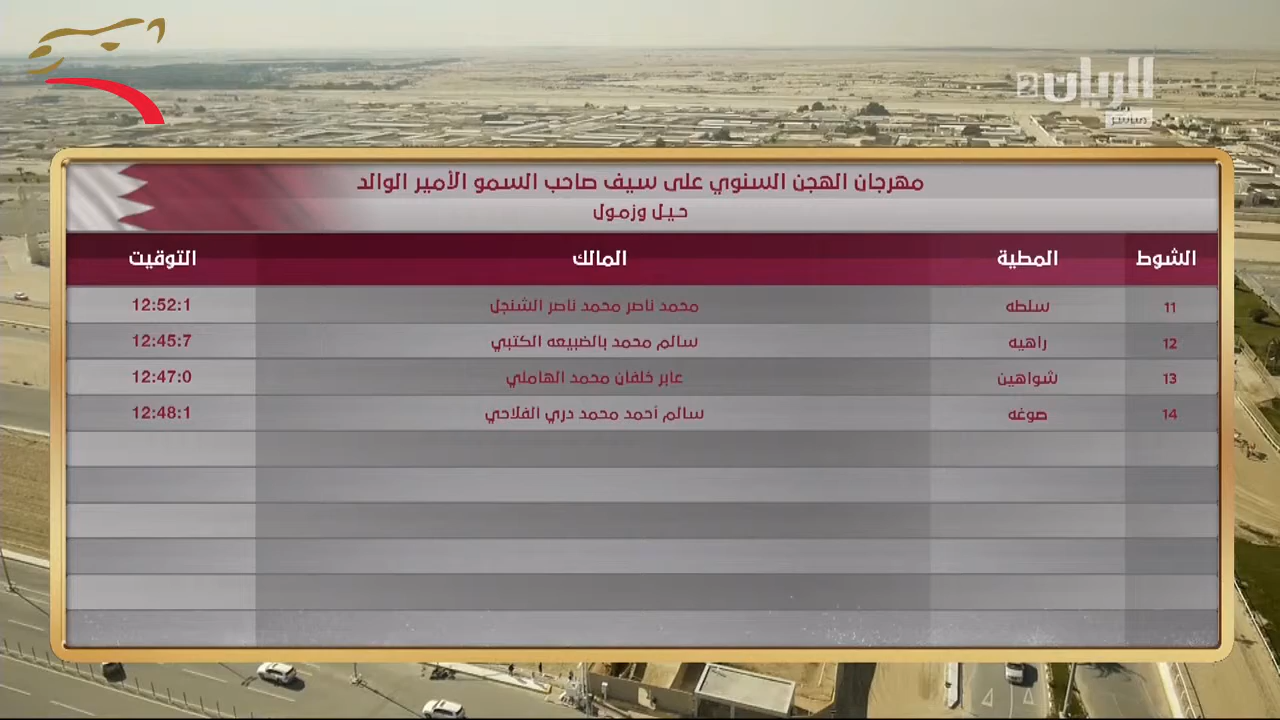 الريان
مباشر
مهرجان الهجن السنوي على سيف صاحب السمو الأمير الوالد
حيل وزمول
الشوط المطية المالك التوقيت
11 سلطه محمد ناصر محمد ناصر الشنجل 12:52:1
12 راهيه سالم محمد بالضبيعه الكتبي 12:45:7
13 شواهين عابر خلفان محمد الهاملي 12:47:0
14 صوغه سالم أحمد محمد دري الفلاحي 12:48:1